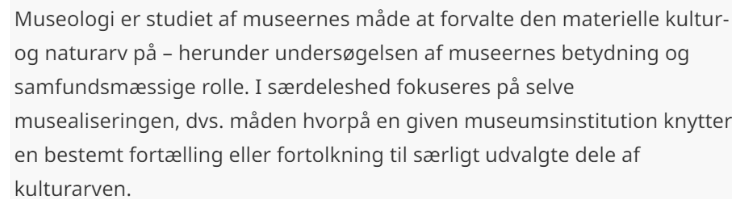 Museologi er studiet af museernes måde at forvalte den materielle kultur-
og naturarv på – herunder undersøgelsen af museernes betydning og
samfundsmæssige rolle. I særdeleshed fokuseres på selve
musealiseringen, dvs. måden hvorpå en given museumsinstitution knytter
en bestemt fortælling eller fortolkning til særligt udvalgte dele af
kulturarven.